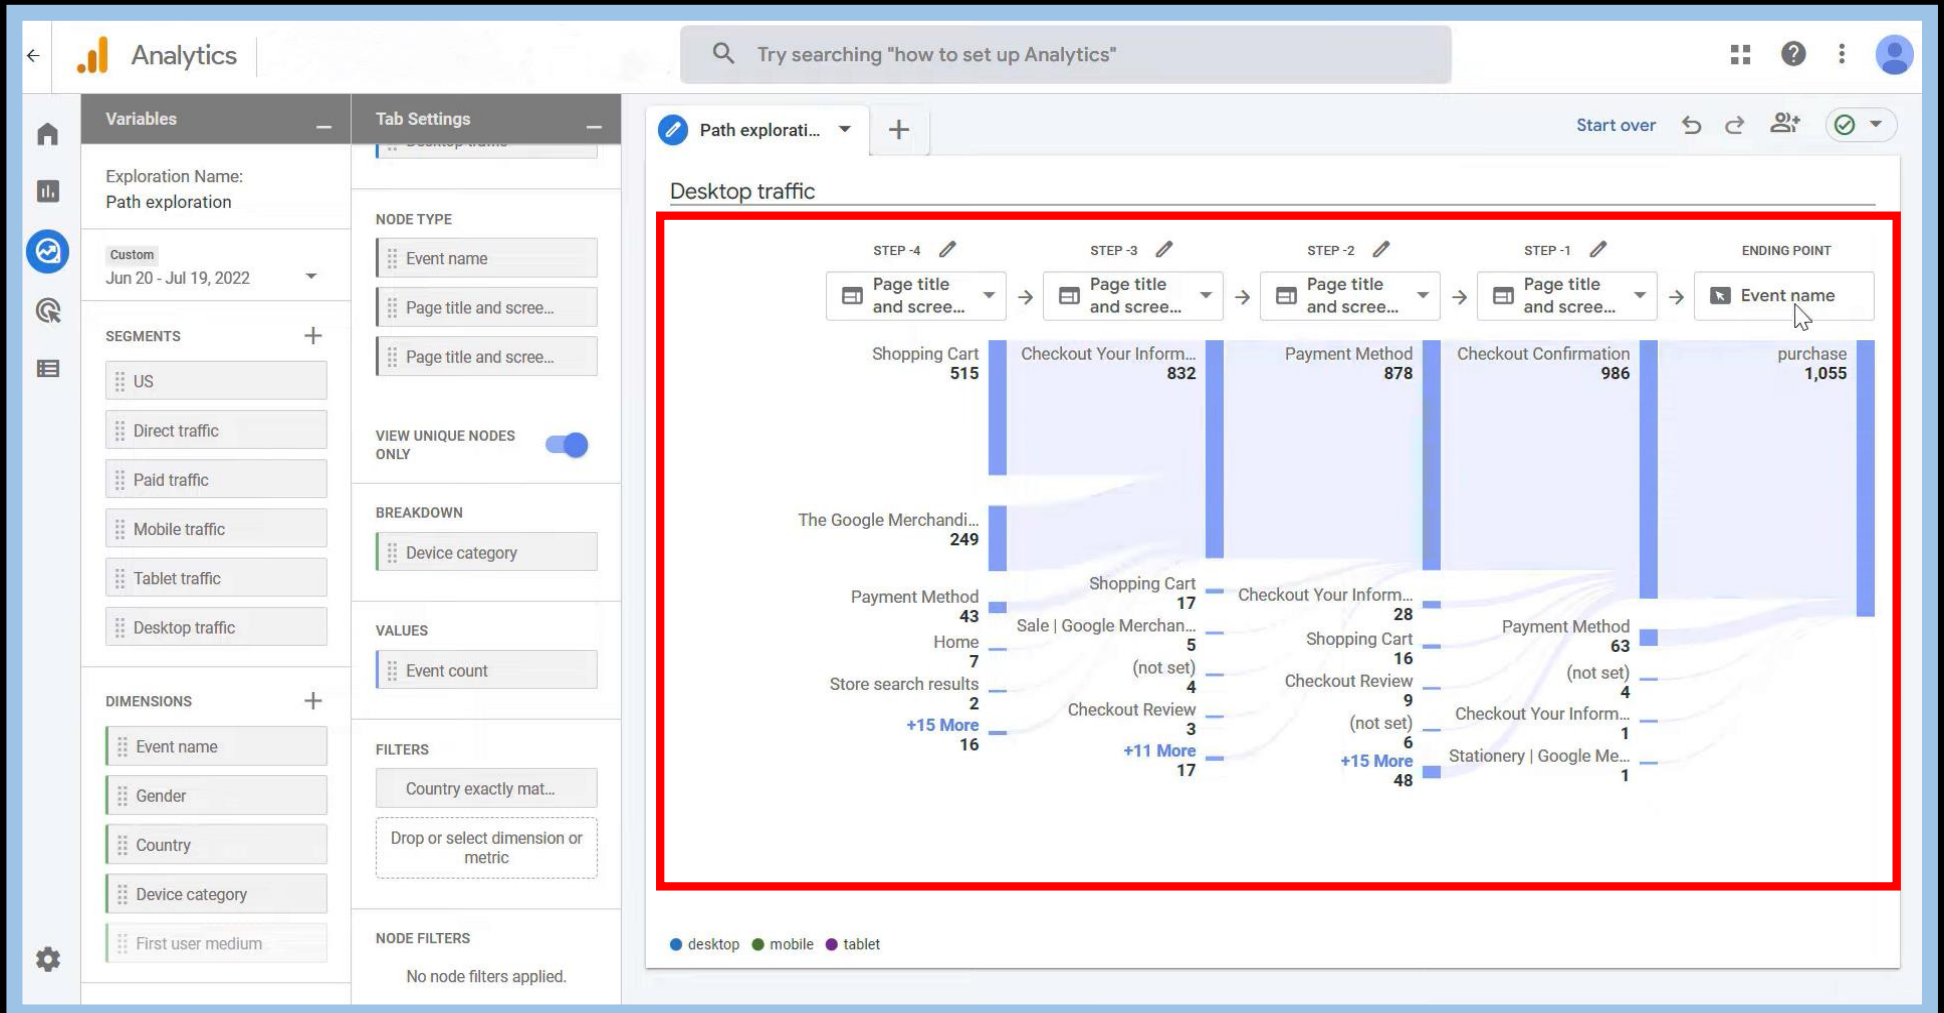 Analytics
Try searching "how to set up Analytics"
Variables
Exploration Name:
Path exploration
Custom
Jun 20 - Jul 19, 2022
SEGMENTS
US
Direct traffic
Paid traffic
Mobile traffic
Tablet traffic
Desktop traffic
DIMENSIONS
Event name
Gender
Country
Device category
First user medium
Tab Settings
Desktop traffic
NODE TYPE
Event name
Page title and scree...
Page title and scree...
VIEW UNIQUE NODES
ONLY
BREAKDOWN
Device category
VALUES
Event count
FILTERS
Country exactly mat...
Drop or select dimension or
metric
NODE FILTERS
No node filters applied.
Path explorati...
Start over
Desktop traffic
STEP -4
Page title
and scree...
STEP -3
Page title
and scree...
STEP -2
Page title
and scree...
STEP -1
Page title
and scree...
ENDING POINT
Event name
Shopping Cart
515
The Google Merchandi...
249
Payment Method
43
Home
7
Store search results
2
+15 More
16
Checkout Your Inform...
832
Shopping Cart
17
Sale | Google Merchan...
5
(not set)
4
Checkout Review
3
+11 More
17
Payment Method
878
Checkout Your Inform...
28
Shopping Cart
16
Checkout Review
9
(not set)
6
+15 More
48
Checkout Confirmation
986
Payment Method
63
(not set)
4
Checkout Your Inform...
1
Stationery | Google Me...
1
purchase
1,055
desktop
mobile
tablet